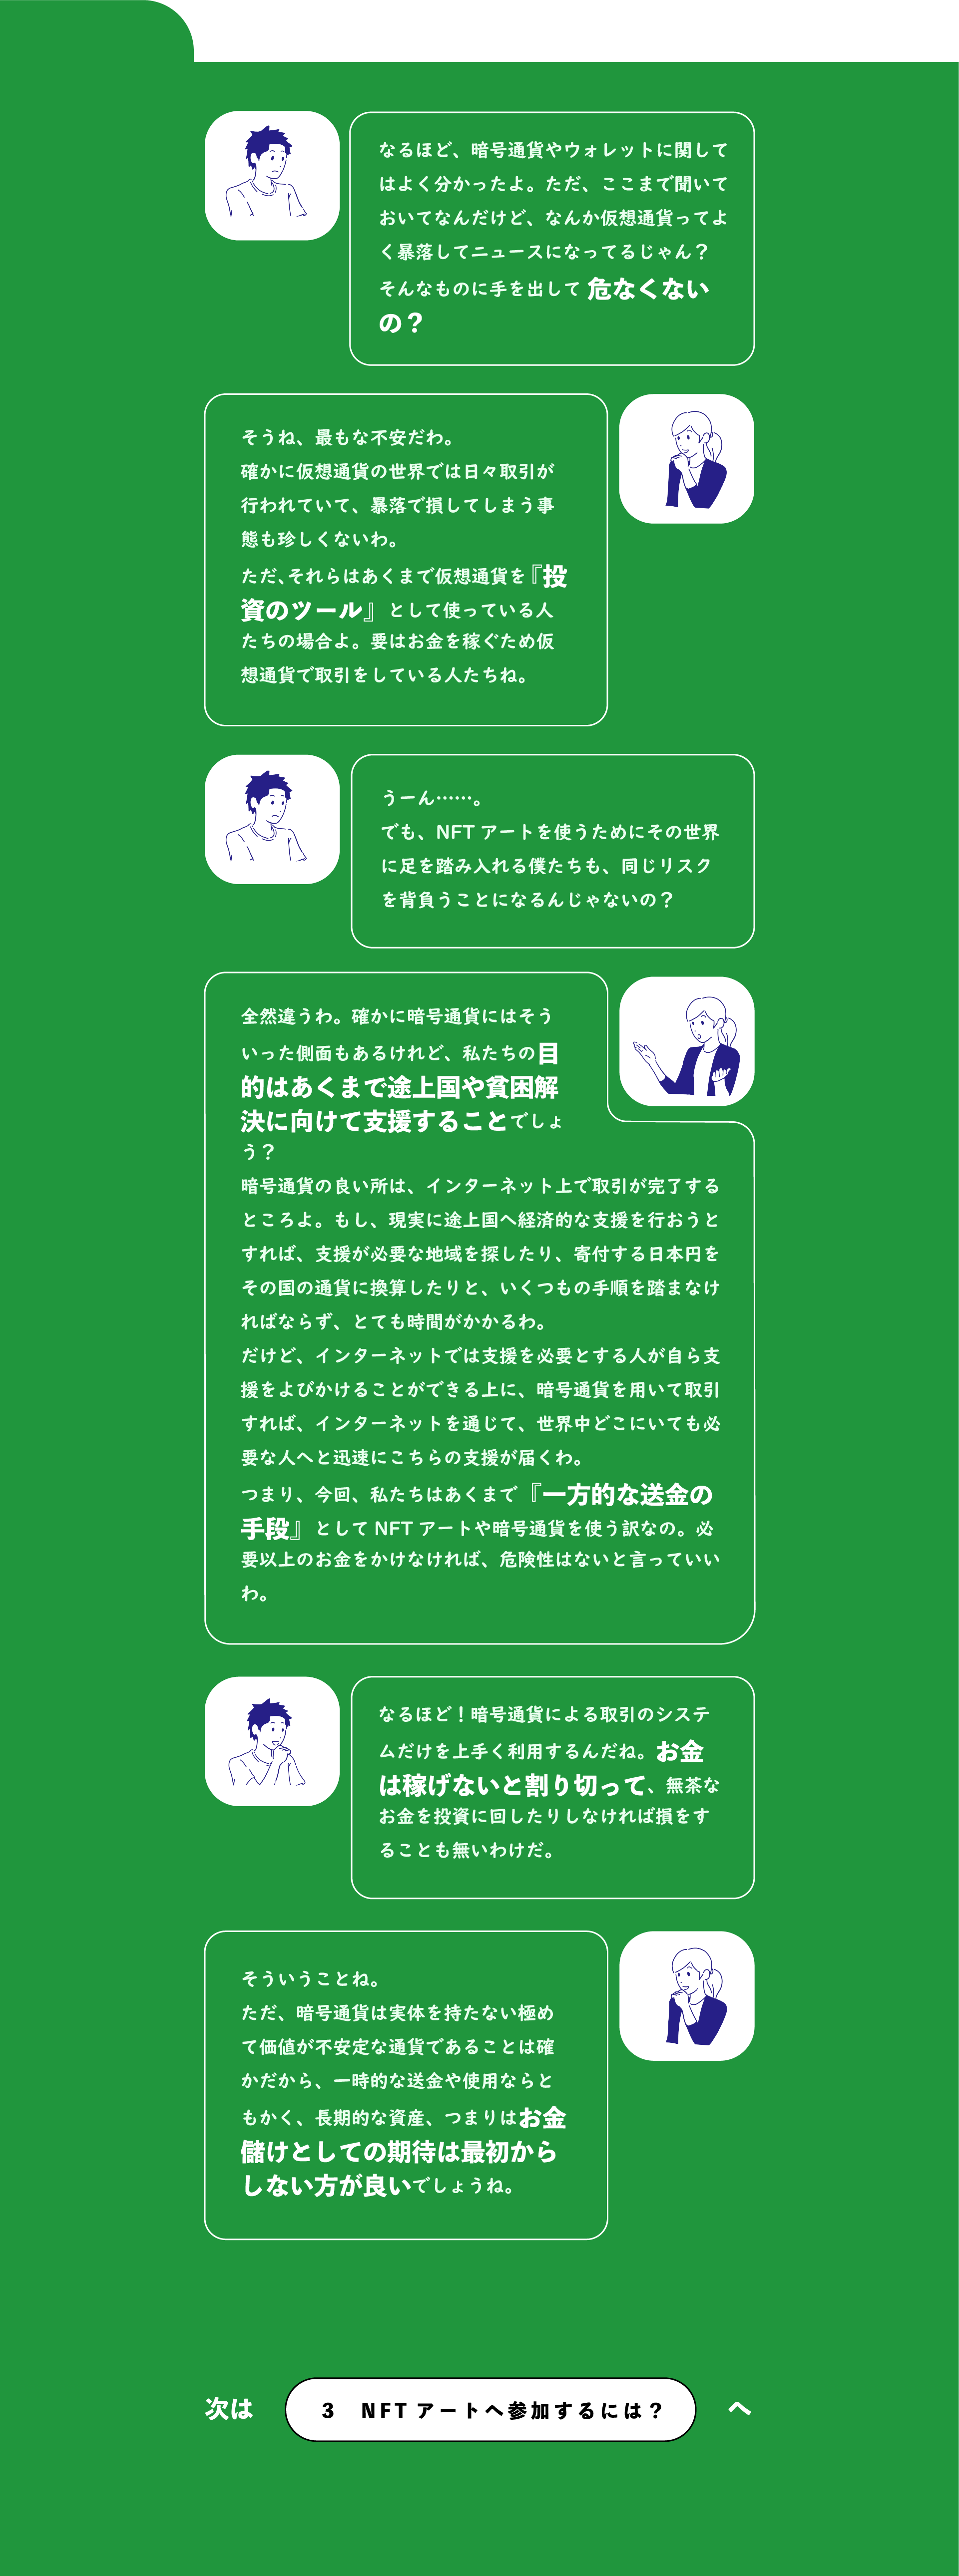 なるほど、暗号通貨やウォレットに関して
はよく分かったよ。ただ、ここまで聞いて
おいてなんだけど、なんか仮想通貨ってよ
く暴落してニュースになってるじゃん？
そんなものに手を出して 危なくない
の？
そうね、最もな不安だわ。
確かに仮想通貨の世界では日々取引が
行われていて、暴落で損してしまう事
態も珍しくないわ。
ただ、それらはあくまで仮想通貨を『投
資のツール』として使っている人
たちの場合よ。要はお金を稼ぐため仮
想通貨で取引をしている人たちね。
うーん……。
でも、NFT アートを使うためにその世界
に足を踏み入れる僕たちも、同じリスク
を背負うことになるんじゃないの？
全然違うわ。確かに暗号通貨にはそう
いった側面もあるけれど、私たちの目
的はあくまで途上国や貧困解
決に向けて支援することでしょ
う？
暗号通貨の良い所は、インターネット上で取引が完了する
ところよ。もし、現実に途上国へ経済的な支援を行おうと
すれば、支援が必要な地域を探したり、寄付する日本円を
その国の通貨に換算したりと、いくつもの手順を踏まなけ
ればならず、とても時間がかかるわ。
だけど、インターネットでは支援を必要とする人が自ら支
援をよびかけることができる上に、暗号通貨を用いて取引
すれば、インターネットを通じて、世界中どこにいても必
要な人へと迅速にこちらの支援が届くわ。
つまり、今回、私たちはあくまで『一方的な送金の
手段』として NFT アートや暗号通貨を使う訳なの。必
要以上のお金をかけなければ、危険性はないと言っていい
わ。
なるほど！暗号通貨による取引のシステ
ムだけを上手く利用するんだね。お金
は稼げないと割り切って、無茶な
お金を投資に回したりしなければ損をす
ることも無いわけだ。
そういうことね。
ただ、暗号通貨は実体を持たない極め
て価値が不安定な通貨であることは確
かだから、一時的な送金や使用ならと
もかく、長期的な資産、つまりはお金
儲けとしての期待は最初から
しない方が良いでしょうね。
次は 3 NFT アートへ参加するには？ へ